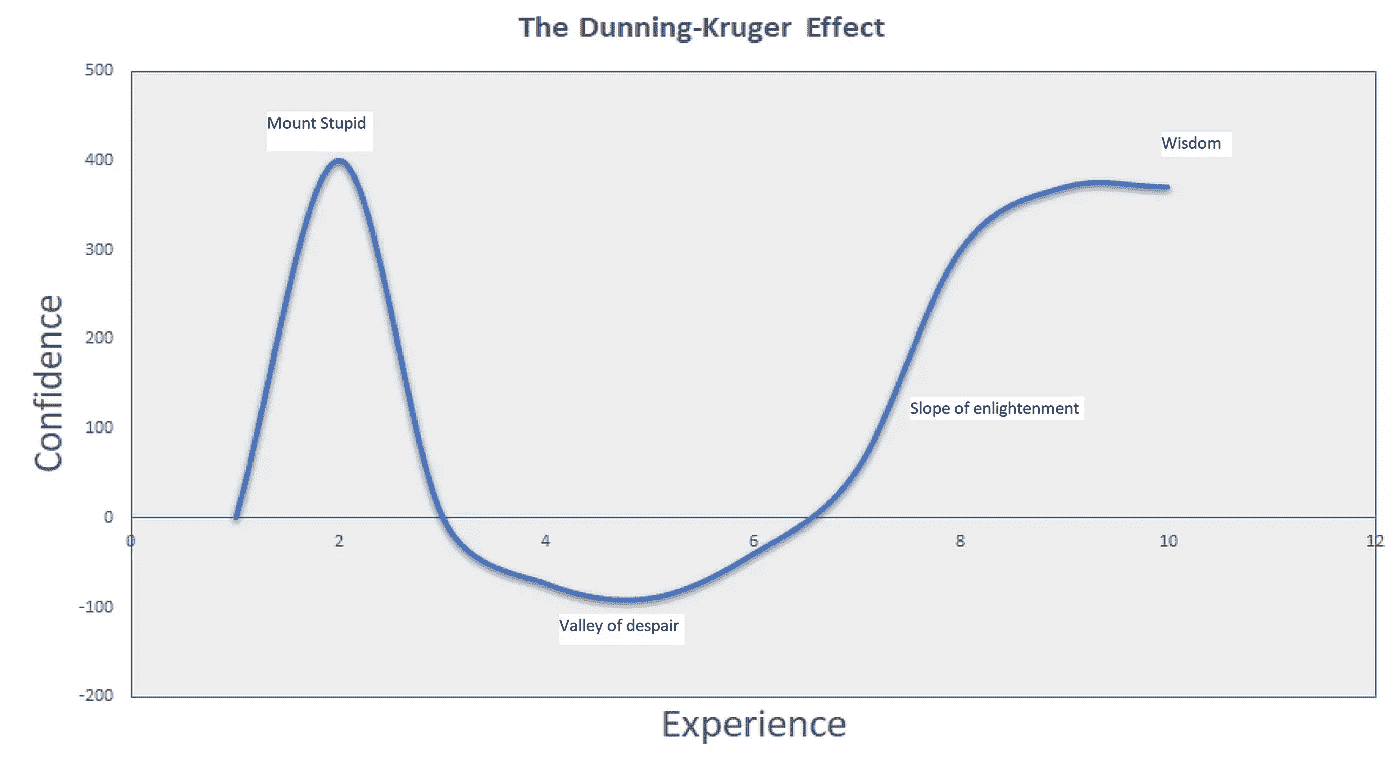 The Dunning-Kruger Effect
500
Mount Stupid
Wisdom
400
300
200
Slope of enlightenment
100
0
0 2 4 6 8 10 12
-100
Valley of despair
-200
Confidence
Experience